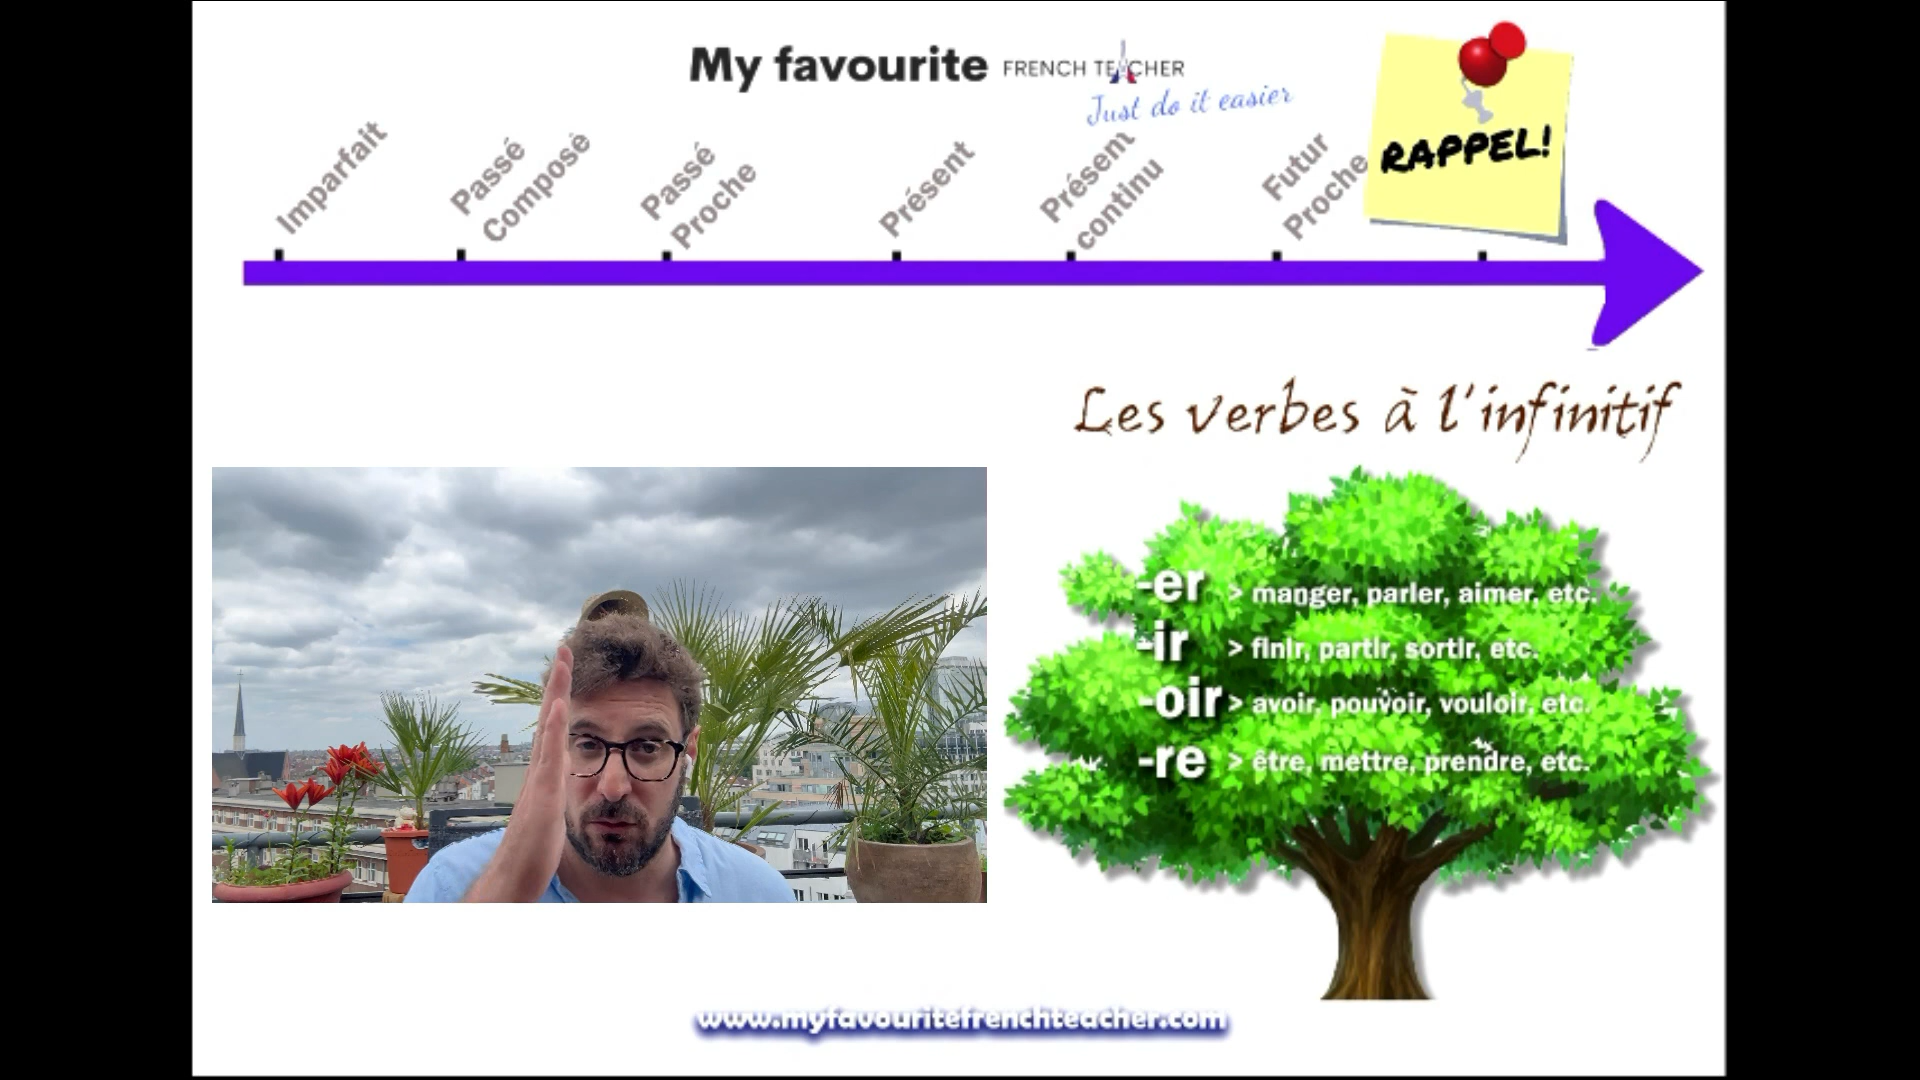 My favourite FRENCH TEACHER
Just do it easier
RAPPEL!
Imparfait
Passé
Composé
Passé
Proche
Présent
Présent
continu
Futur
Proche
Les verbes à l'infinitif
-er > manger, parler, aimer, etc.
-ir > finir, partir, sortir, etc.
-oir > avoir, pouvoir, vouloir, etc.
-re > être, mettre, prendre, etc.
www.myfavouritefrenchteacher.com